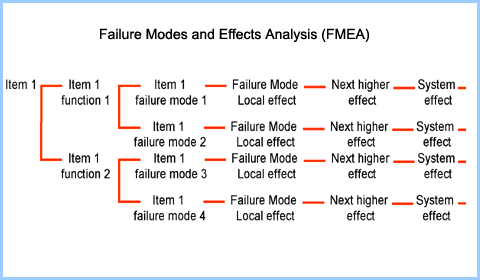 Failure Modes and Effects Analysis (FMEA)
Item 1 Item 1 Item 1 Failure Mode Next higher System
function 1 failure mode 1 Local effect effect effect
Item 1 Failure Mode Next higher System
failure mode 2 Local effect effect effect
Item 1 Item 1 Failure Mode Next higher System
function 2 failure mode 3 Local effect effect effect
Item 1 Failure Mode Next higher System
failure mode 4 Local effect effect effect